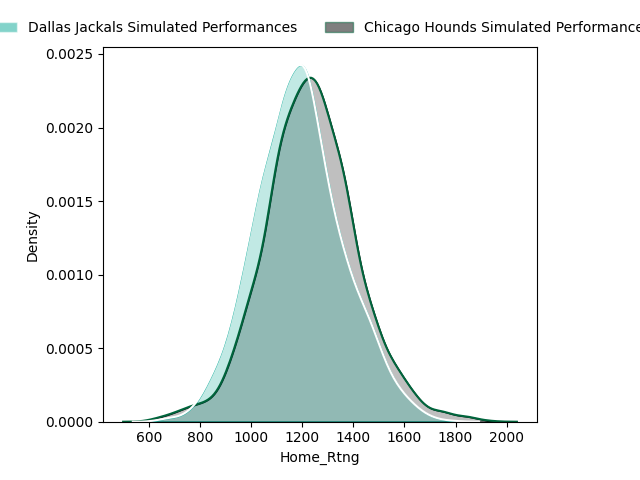 Dallas Jackals Simulated Performances Chicago Hounds Simulated Performance
0.0025
0.0020
0.0015
0.0010
0.0005
0.0000
Density
600 800 1000 1200 1400 1600 1800 2000
Home_Rtng